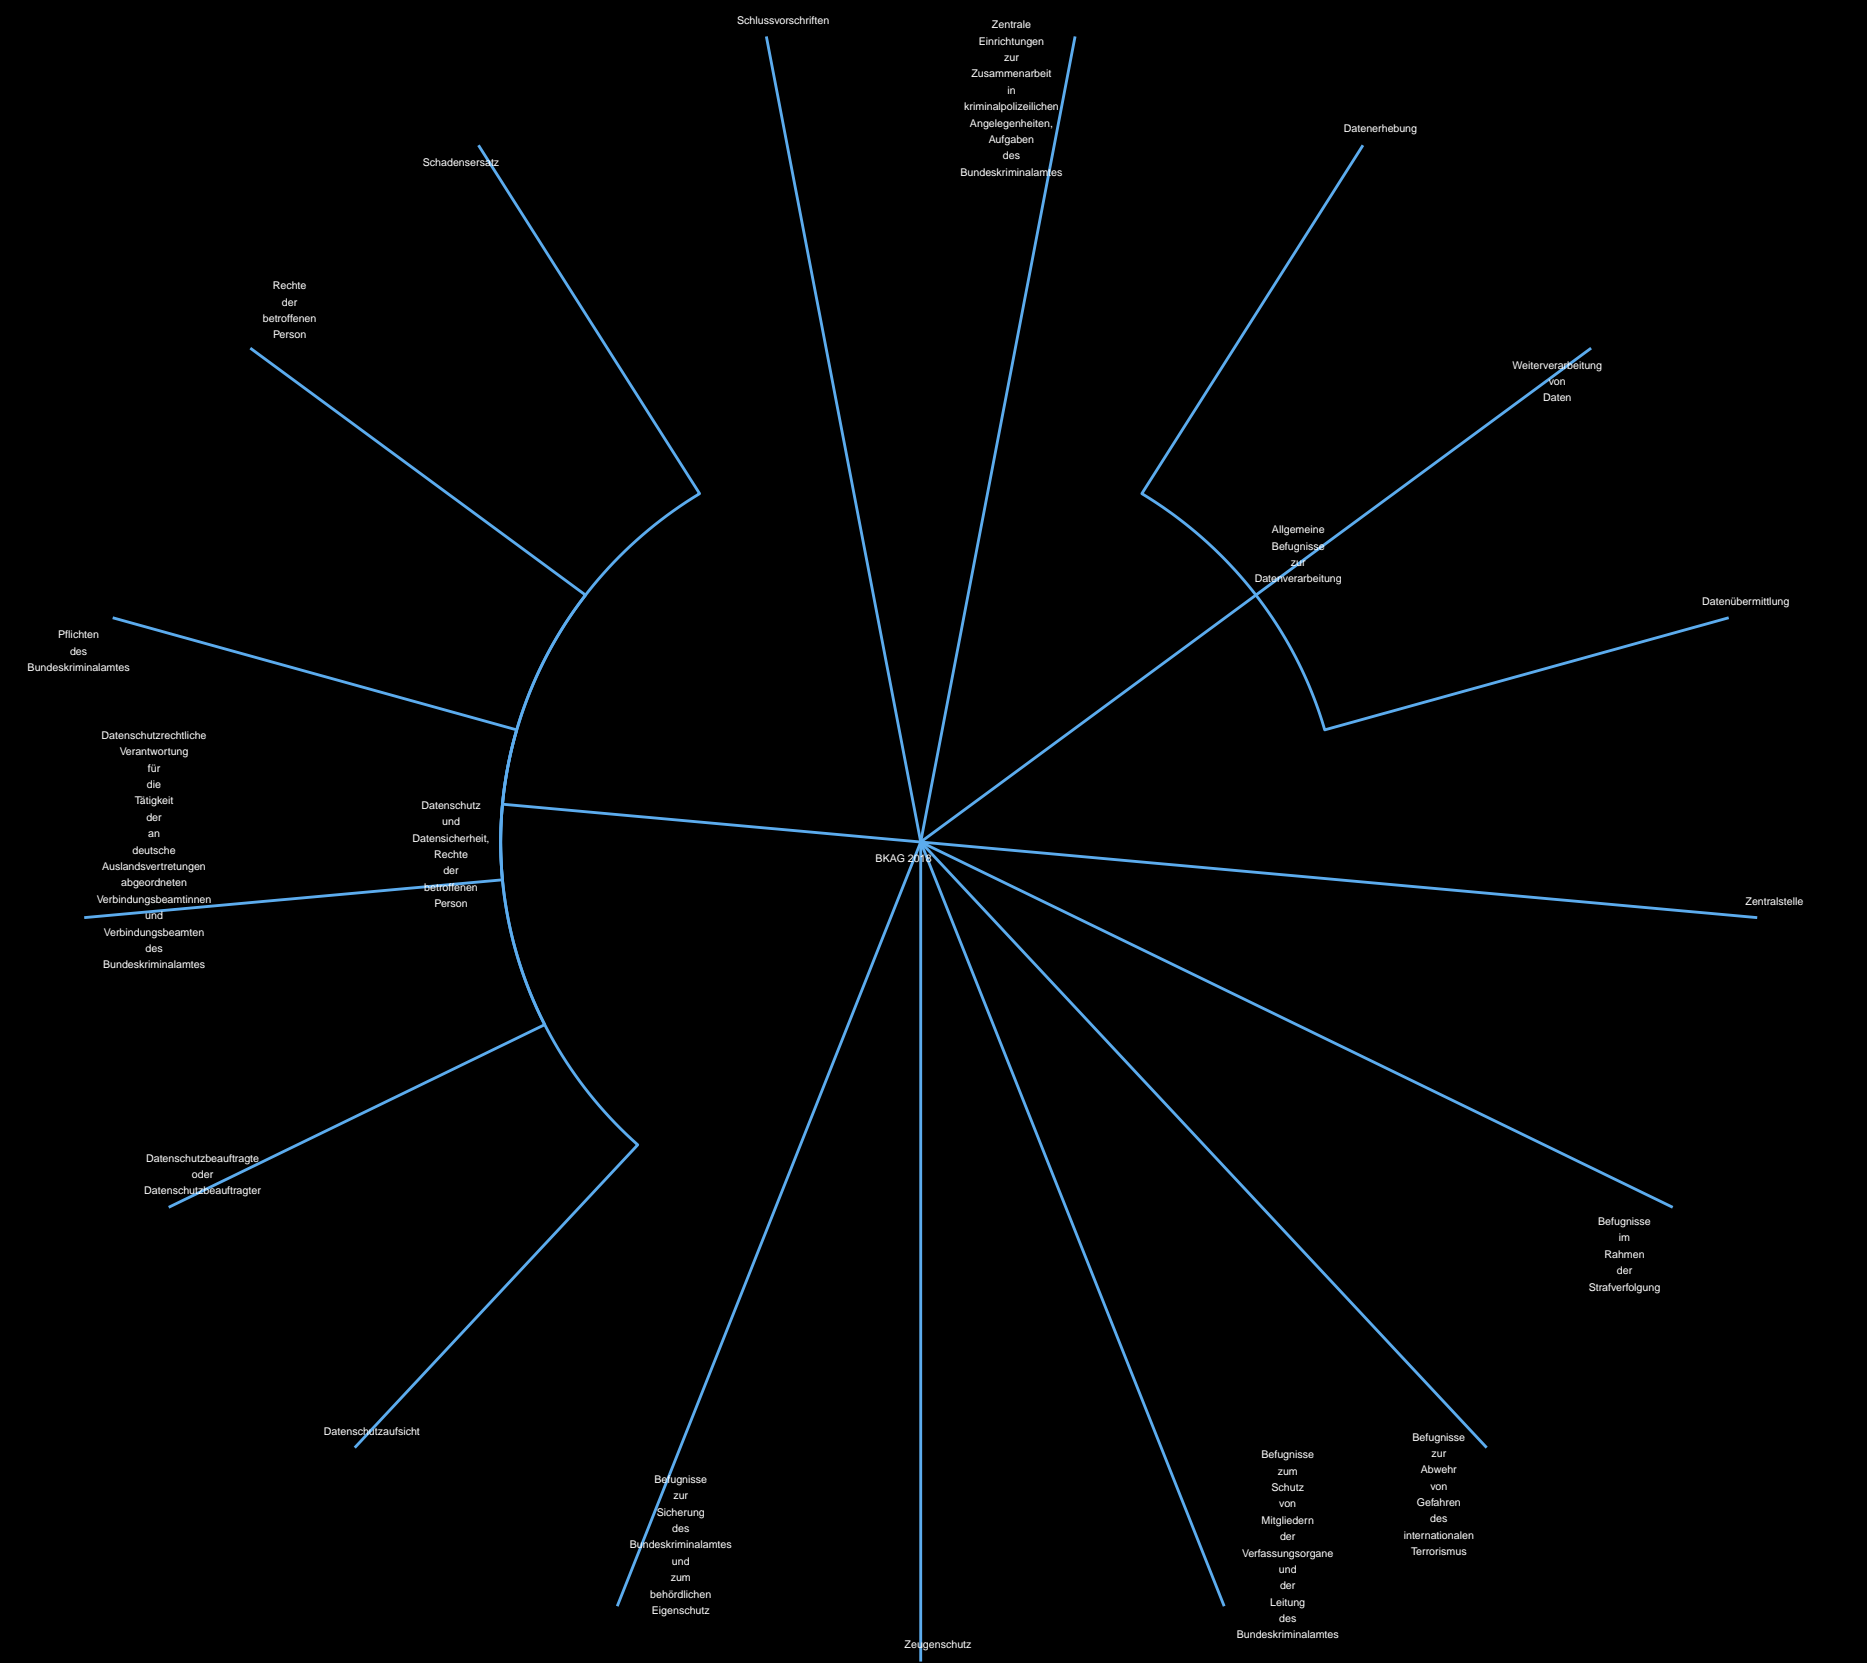 Schlussvorschriften
Zentrale
Einrichtungen
zur
Zusammenarbeit
in
kriminalpolizeilichen
Angelegenheiten,
Aufgaben
des
Bundeskriminalamtes
Datenerhebung
Schadensersatz
Rechte
der
betroffenen
Person
Weiterverarbeitung
von
Daten
Allgemeine
Befugnisse
zur
Datenverarbeitung
Datenübermittlung
Pflichten
des
Bundeskriminalamtes
Datenschutzrechtliche
Verantwortung
für
die
Tätigkeit
der
an
deutsche
Auslandsvertretungen
abgeordneten
Verbindungsbeamtinnen
und
Verbindungsbeamten
des
Bundeskriminalamtes
Datenschutz
und
Datensicherheit,
Rechte
der
betroffenen
Person
BKAG 2018
Zentralstelle
Datenschutzbeauftragte
oder
Datenschutzbeauftragter
Befugnisse
im
Rahmen
der
Strafverfolgung
Datenschutzaufsicht
Befugnisse
zur
Sicherung
des
Bundeskriminalamtes
und
zum
behördlichen
Eigenschutz
Zeugenschutz
Befugnisse
zum
Schutz
von
Mitgliedern
der
Verfassungsorgane
und
der
Leitung
des
Bundeskriminalamtes
Befugnisse
zur
Abwehr
von
Gefahren
des
internationalen
Terrorismus